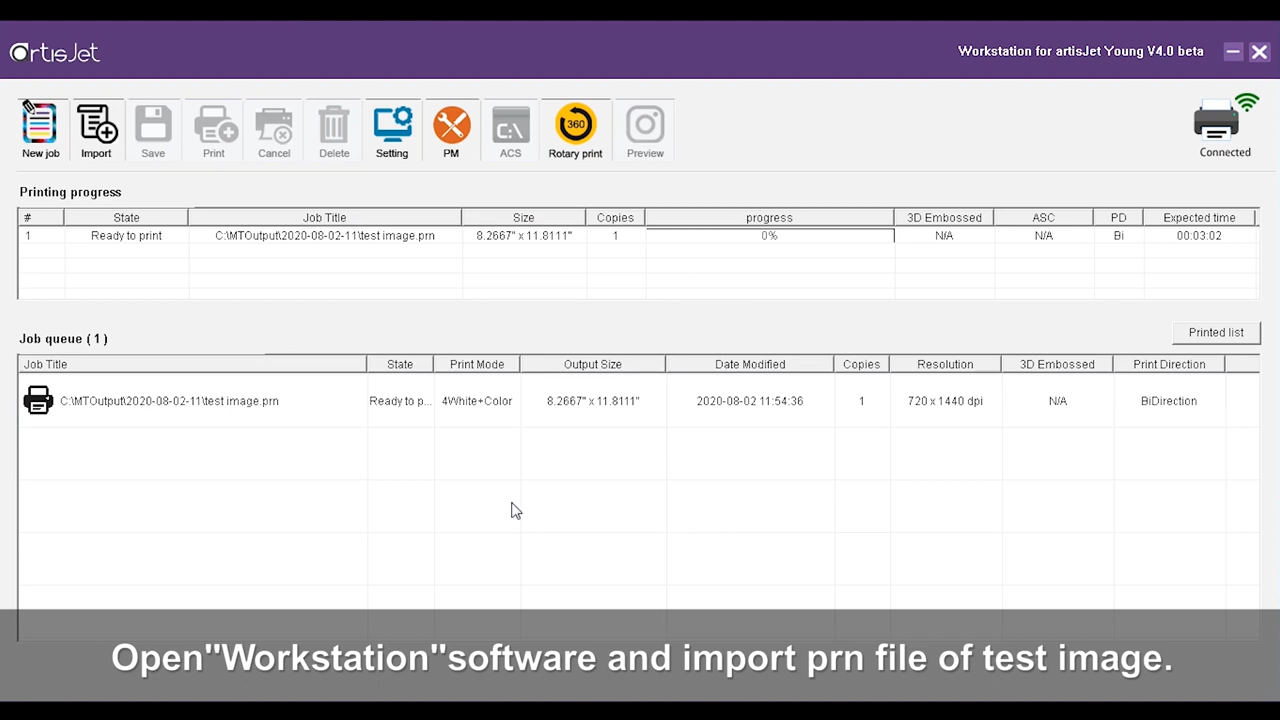 artisJet
Workstation for artisJet Young V4.0 beta
New job Import Save Print Cancel Delete Setting PM ACS Rotary print Preview Connected
C:\
360
Printing progress
# State Job Title Size Copies progress 3D Embossed ASC PD Expected time
1 Ready to print C:\MTOutput\2020-08-02-11\test image.prn 8.2667" x 11.8111" 1 0% N/A N/A Bi 00:03:02
Job queue ( 1 )
Printed list
Job Title State Print Mode Output Size Date Modified Copies Resolution 3D Embossed Print Direction
C:\MTOutput\2020-08-02-11\test image.prn Ready to p... 4White+Color 8.2667" x 11.8111" 2020-08-02 11:54:36 1 720 x 1440 dpi N/A BiDirection
Open"Workstation"software and import prn file of test image.